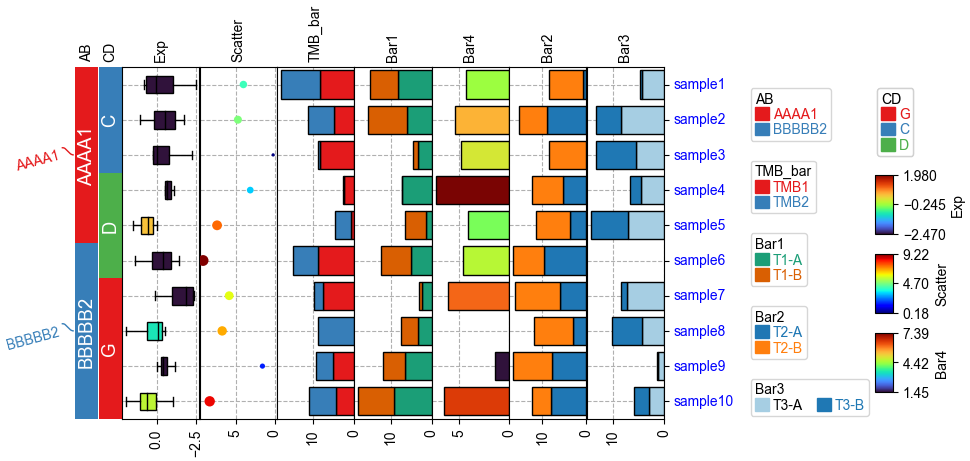 AB CD Exp Scatter TMB_bar Bar1 Bar4 Bar2 Bar3
AAAA1 AAAA1 C
D
BBBBB2 BBBBB2 G
sample1
sample2
sample3
sample4
sample5
sample6
sample7
sample8
sample9
sample10
0.0 −2.5 5 0 10 0 10 0 5 0 10 0 10 0
AB
AAAA1
BBBBB2
TMB_bar
TMB1
TMB2
Bar1
T1-A
T1-B
Bar2
T2-A
T2-B
Bar3
T3-A T3-B
CD
G
C
D
1.980
−0.245
−2.470
Exp
9.22
4.70
0.18
Scatter
7.39
4.42
1.45
Bar4